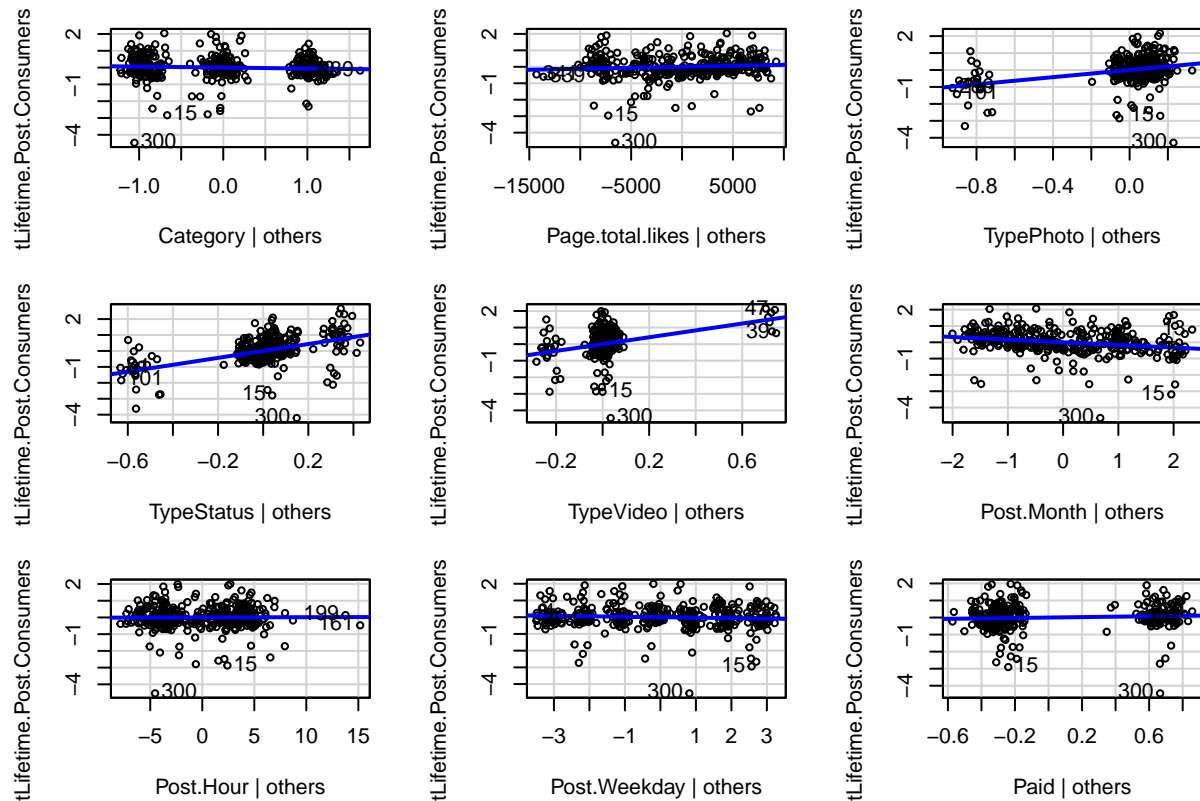 tLifetime.Post.Consumers
2
−1
−4
15
300
−1.0 0.0 1.0
Category | others
tLifetime.Post.Consumers
2
−1
−4
15
300
−15000 −5000 5000
Page.total.likes | others
tLifetime.Post.Consumers
2
−1
−4
15
300
−0.8 −0.4 0.0
TypePhoto | others
tLifetime.Post.Consumers
2
−1
−4
101
15
300
−0.6 −0.2 0.2
TypeStatus | others
tLifetime.Post.Consumers
2
−1
−4
47
39
15
300
−0.2 0.2 0.6
TypeVideo | others
tLifetime.Post.Consumers
2
−1
−4
15
300
−2 −1 0 1 2
Post.Month | others
tLifetime.Post.Consumers
2
−1
−4
199
161
15
300
−5 0 5 10 15
Post.Hour | others
tLifetime.Post.Consumers
2
−1
−4
15
300
−3 −1 1 2 3
Post.Weekday | others
tLifetime.Post.Consumers
2
−1
−4
15
300
−0.6 −0.2 0.2 0.6
Paid | others